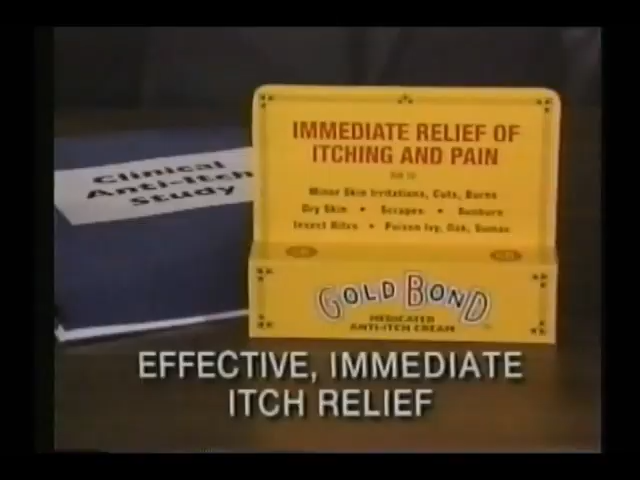 Clinical
Anti-Itch
Study
IMMEDIATE RELIEF OF
ITCHING AND PAIN
Minor Skin Irritations, Cuts, Burns
Dry Skin • Scrapes • Sunburn
Insect Bites • Poison Ivy, Oak, Sumac
GOLD BOND
MEDICATED
ANTI-ITCH CREAM
EFFECTIVE, IMMEDIATE
ITCH RELIEF